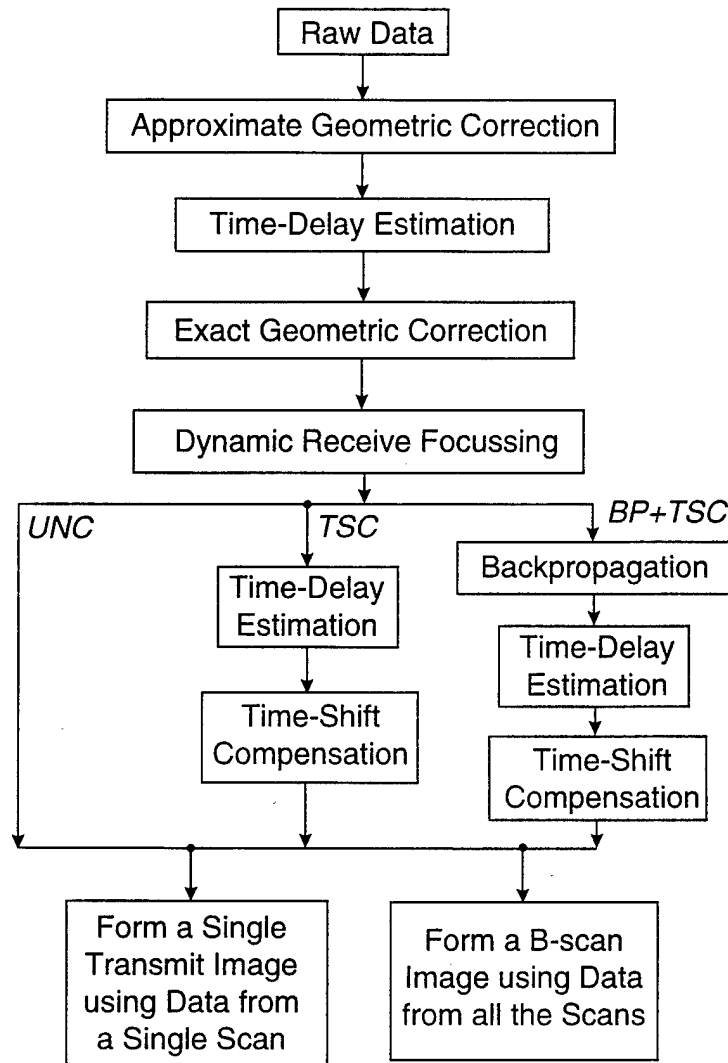 Raw Data
Approximate Geometric Correction
Time-Delay Estimation
Exact Geometric Correction
Dynamic Receive Focussing
UNC
TSC
BP+TSC
Time-Delay
Estimation
Time-Shift
Compensation
Backpropagation
Time-Delay
Estimation
Time-Shift
Compensation
Form a Single
Transmit Image
using Data from
a Single Scan
Form a B-scan
Image using Data
from all the Scans